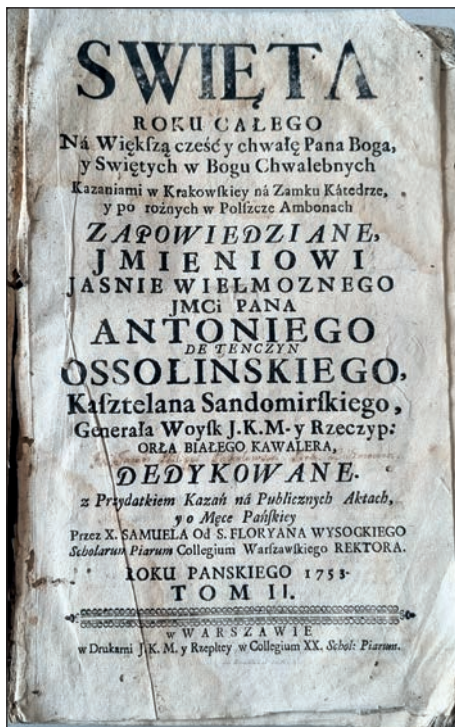 SWIĘTA
ROKU CAŁEGO
Ná Więkſzą cześć y chwałę Pana Boga,
y Swiętych w Bogu Chwalebnych
Kazaniami w Krakowſkiey ná Zamku Kátedrze,
y po rożnych w Polſzcze Ambonach
ZAPOWIEDZIANE,
JMIENIOWI
JASNIE WIELMOZNEGO
JMCi PANA
ANTONIEGO
DE TENCZYN
OSSOLINSKIEGO,
Kaſztelana Sandomirſkiego,
Generała Woyſk J.K.M. y Rzeczyp:
ORŁA BIAŁEGO KAWALERA,
DEDYKOWANE.
z Przydatkiem Kazań ná Publicznych Aktach,
y o Męce Pańſkiey
Przez X. SAMUELA Od S. FLORYANA WYSOCKIEGO
Scholarum Piarum Collegium Warſzawſkiego REKTORA.
ROKU PANSKIEGO 1753.
TOM II.
w WARSZAWIE
w Drukarni J.K.M. y Rzepltey w Collegium XX. Schol: Piarum.